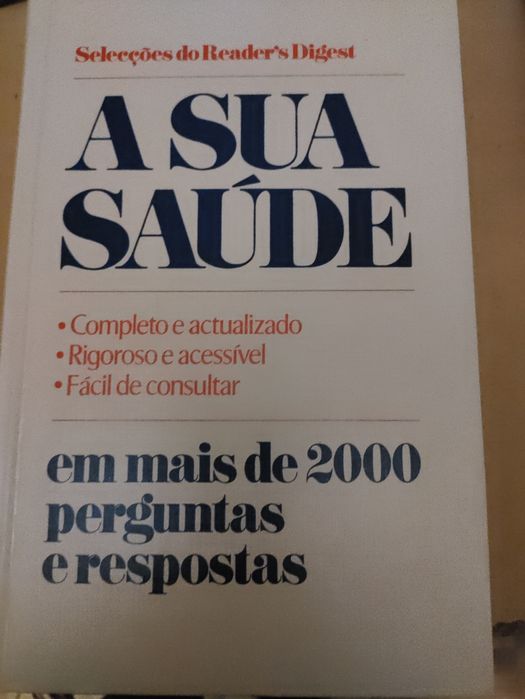 Selecções do Reader's Digest
A SUA
SAÚDE
• Completo e actualizado
• Rigoroso e acessível
• Fácil de consultar
em mais de 2000
perguntas
e respostas